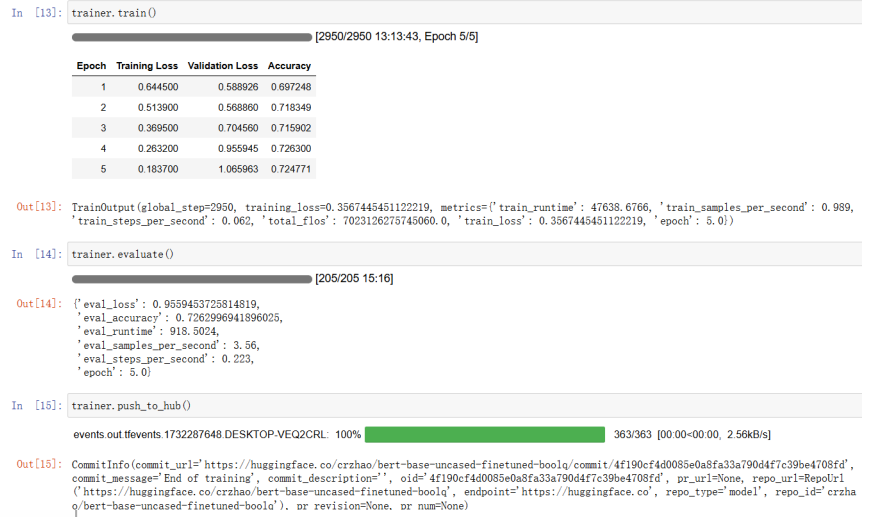 In [13]: trainer.train()
[2950/2950 13:13:43, Epoch 5/5]
Epoch Training Loss Validation Loss Accuracy
1 0.644500 0.588926 0.697248
2 0.513900 0.568860 0.718349
3 0.369500 0.704560 0.715902
4 0.263200 0.955945 0.726300
5 0.183700 1.065963 0.724771
Out[13]: TrainOutput(global_step=2950, training_loss=0.3567445451122219, metrics={'train_runtime': 47638.6766, 'train_samples_per_second': 0.989,
'train_steps_per_second': 0.062, 'total_flos': 7023126275745060.0, 'train_loss': 0.3567445451122219, 'epoch': 5.0})
In [14]: trainer.evaluate()
[205/205 15:16]
Out[14]: {'eval_loss': 0.9559453725814819,
'eval_accuracy': 0.7262996941896025,
'eval_runtime': 918.5024,
'eval_samples_per_second': 3.56,
'eval_steps_per_second': 0.223,
'epoch': 5.0}
In [15]: trainer.push_to_hub()
events.out.tfevents.1732287648.DESKTOP-VEQ2CRL: 100% 363/363 [00:00<00:00, 2.56kB/s]
Out[15]: CommitInfo(commit_url='https://huggingface.co/crzhao/bert-base-uncased-finetuned-boolq/commit/4f190cf4d0085e0a8fa33a790d4f7c39be4708fd',
commit_message='End of training', commit_description='', oid='4f190cf4d0085e0a8fa33a790d4f7c39be4708fd', pr_url=None, repo_url=RepoUrl
('https://huggingface.co/crzhao/bert-base-uncased-finetuned-boolq', endpoint='https://huggingface.co', repo_type='model', repo_id='crzha
o/bert-base-uncased-finetuned-boolq'), pr_revision=None, pr_num=None)